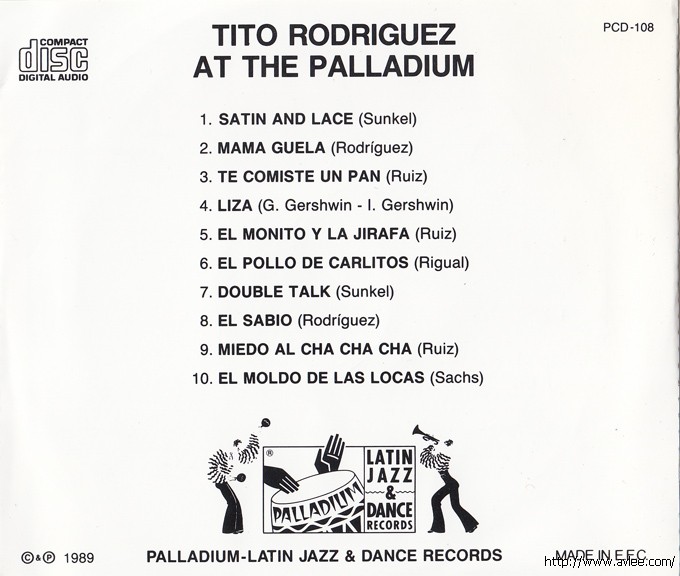 COMPACT
disc
DIGITAL AUDIO
TITO RODRIGUEZ
AT THE PALLADIUM
PCD-108
1. SATIN AND LACE (Sunkel)
2. MAMA GUELA (Rodríguez)
3. TE COMISTE UN PAN (Ruiz)
4. LIZA (G. Gershwin - I. Gershwin)
5. EL MONITO Y LA JIRAFA (Ruiz)
6. EL POLLO DE CARLITOS (Rigual)
7. DOUBLE TALK (Sunkel)
8. EL SABIO (Rodríguez)
9. MIEDO AL CHA CHA CHA (Ruiz)
10. EL MOLDO DE LAS LOCAS (Sachs)
®
PALLADIUM
LATIN
JAZZ
&
DANCE
RECORDS
© & ℗ 1989
PALLADIUM-LATIN JAZZ & DANCE RECORDS
MADE IN E.E.C.
http://www.avlee.com/